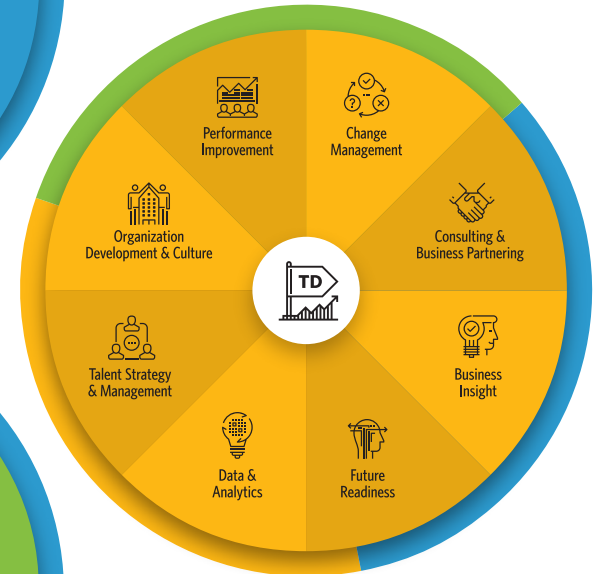 Performance
Improvement
Change
Management
Organization
Development & Culture
Consulting &
Business Partnering
TD
Talent Strategy
& Management
Business
Insight
Data &
Analytics
Future
Readiness